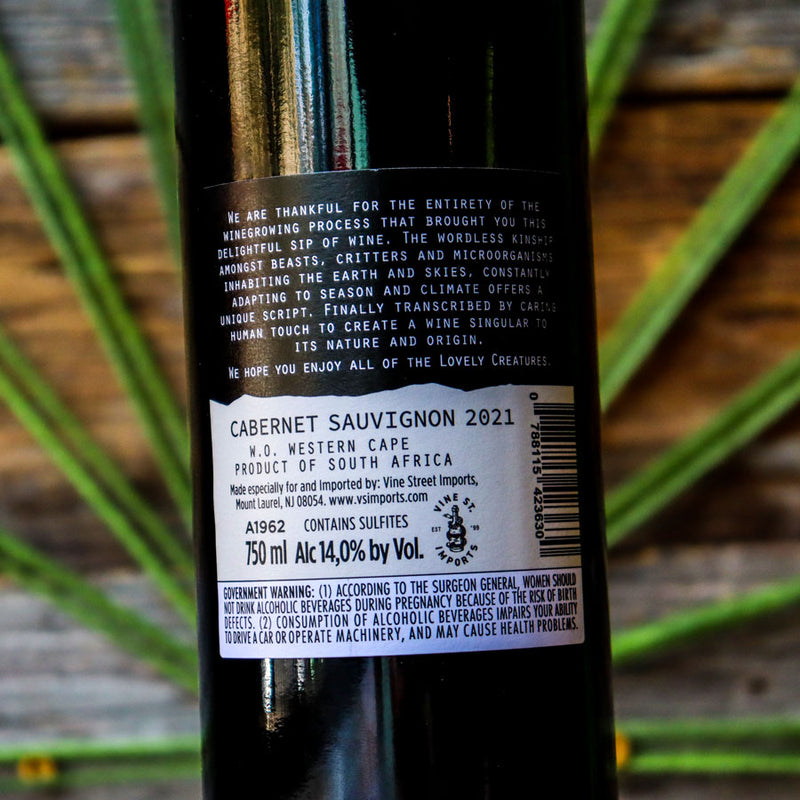 WE ARE THANKFUL FOR THE ENTIRETY OF THE
WINEGROWING PROCESS THAT BROUGHT YOU THIS
DELIGHTFUL SIP OF WINE. THE WORDLESS KINSHIP
AMONGST BEASTS, CRITTERS AND MICROORGANISMS
INHABITING THE EARTH AND SKIES, CONSTANTLY
ADAPTING TO SEASON AND CLIMATE OFFERS A
UNIQUE SCRIPT. FINALLY TRANSCRIBED BY CARING
HUMAN TOUCH TO CREATE A WINE SINGULAR TO
ITS NATURE AND ORIGIN.
WE HOPE YOU ENJOY ALL OF THE LOVELY CREATURES.
CABERNET SAUVIGNON 2021
W.O. WESTERN CAPE
PRODUCT OF SOUTH AFRICA
Made especially for and Imported by: Vine Street Imports,
Mount Laurel, NJ 08054. www.vsimports.com
A1962 CONTAINS SULFITES
750 ml Alc 14,0% by Vol.
VINE ST.
EST '99
IMPORTS
0 788115 423630
GOVERNMENT WARNING: (1) ACCORDING TO THE SURGEON GENERAL, WOMEN SHOULD
NOT DRINK ALCOHOLIC BEVERAGES DURING PREGNANCY BECAUSE OF THE RISK OF BIRTH
DEFECTS. (2) CONSUMPTION OF ALCOHOLIC BEVERAGES IMPAIRS YOUR ABILITY
TO DRIVE A CAR OR OPERATE MACHINERY, AND MAY CAUSE HEALTH PROBLEMS.